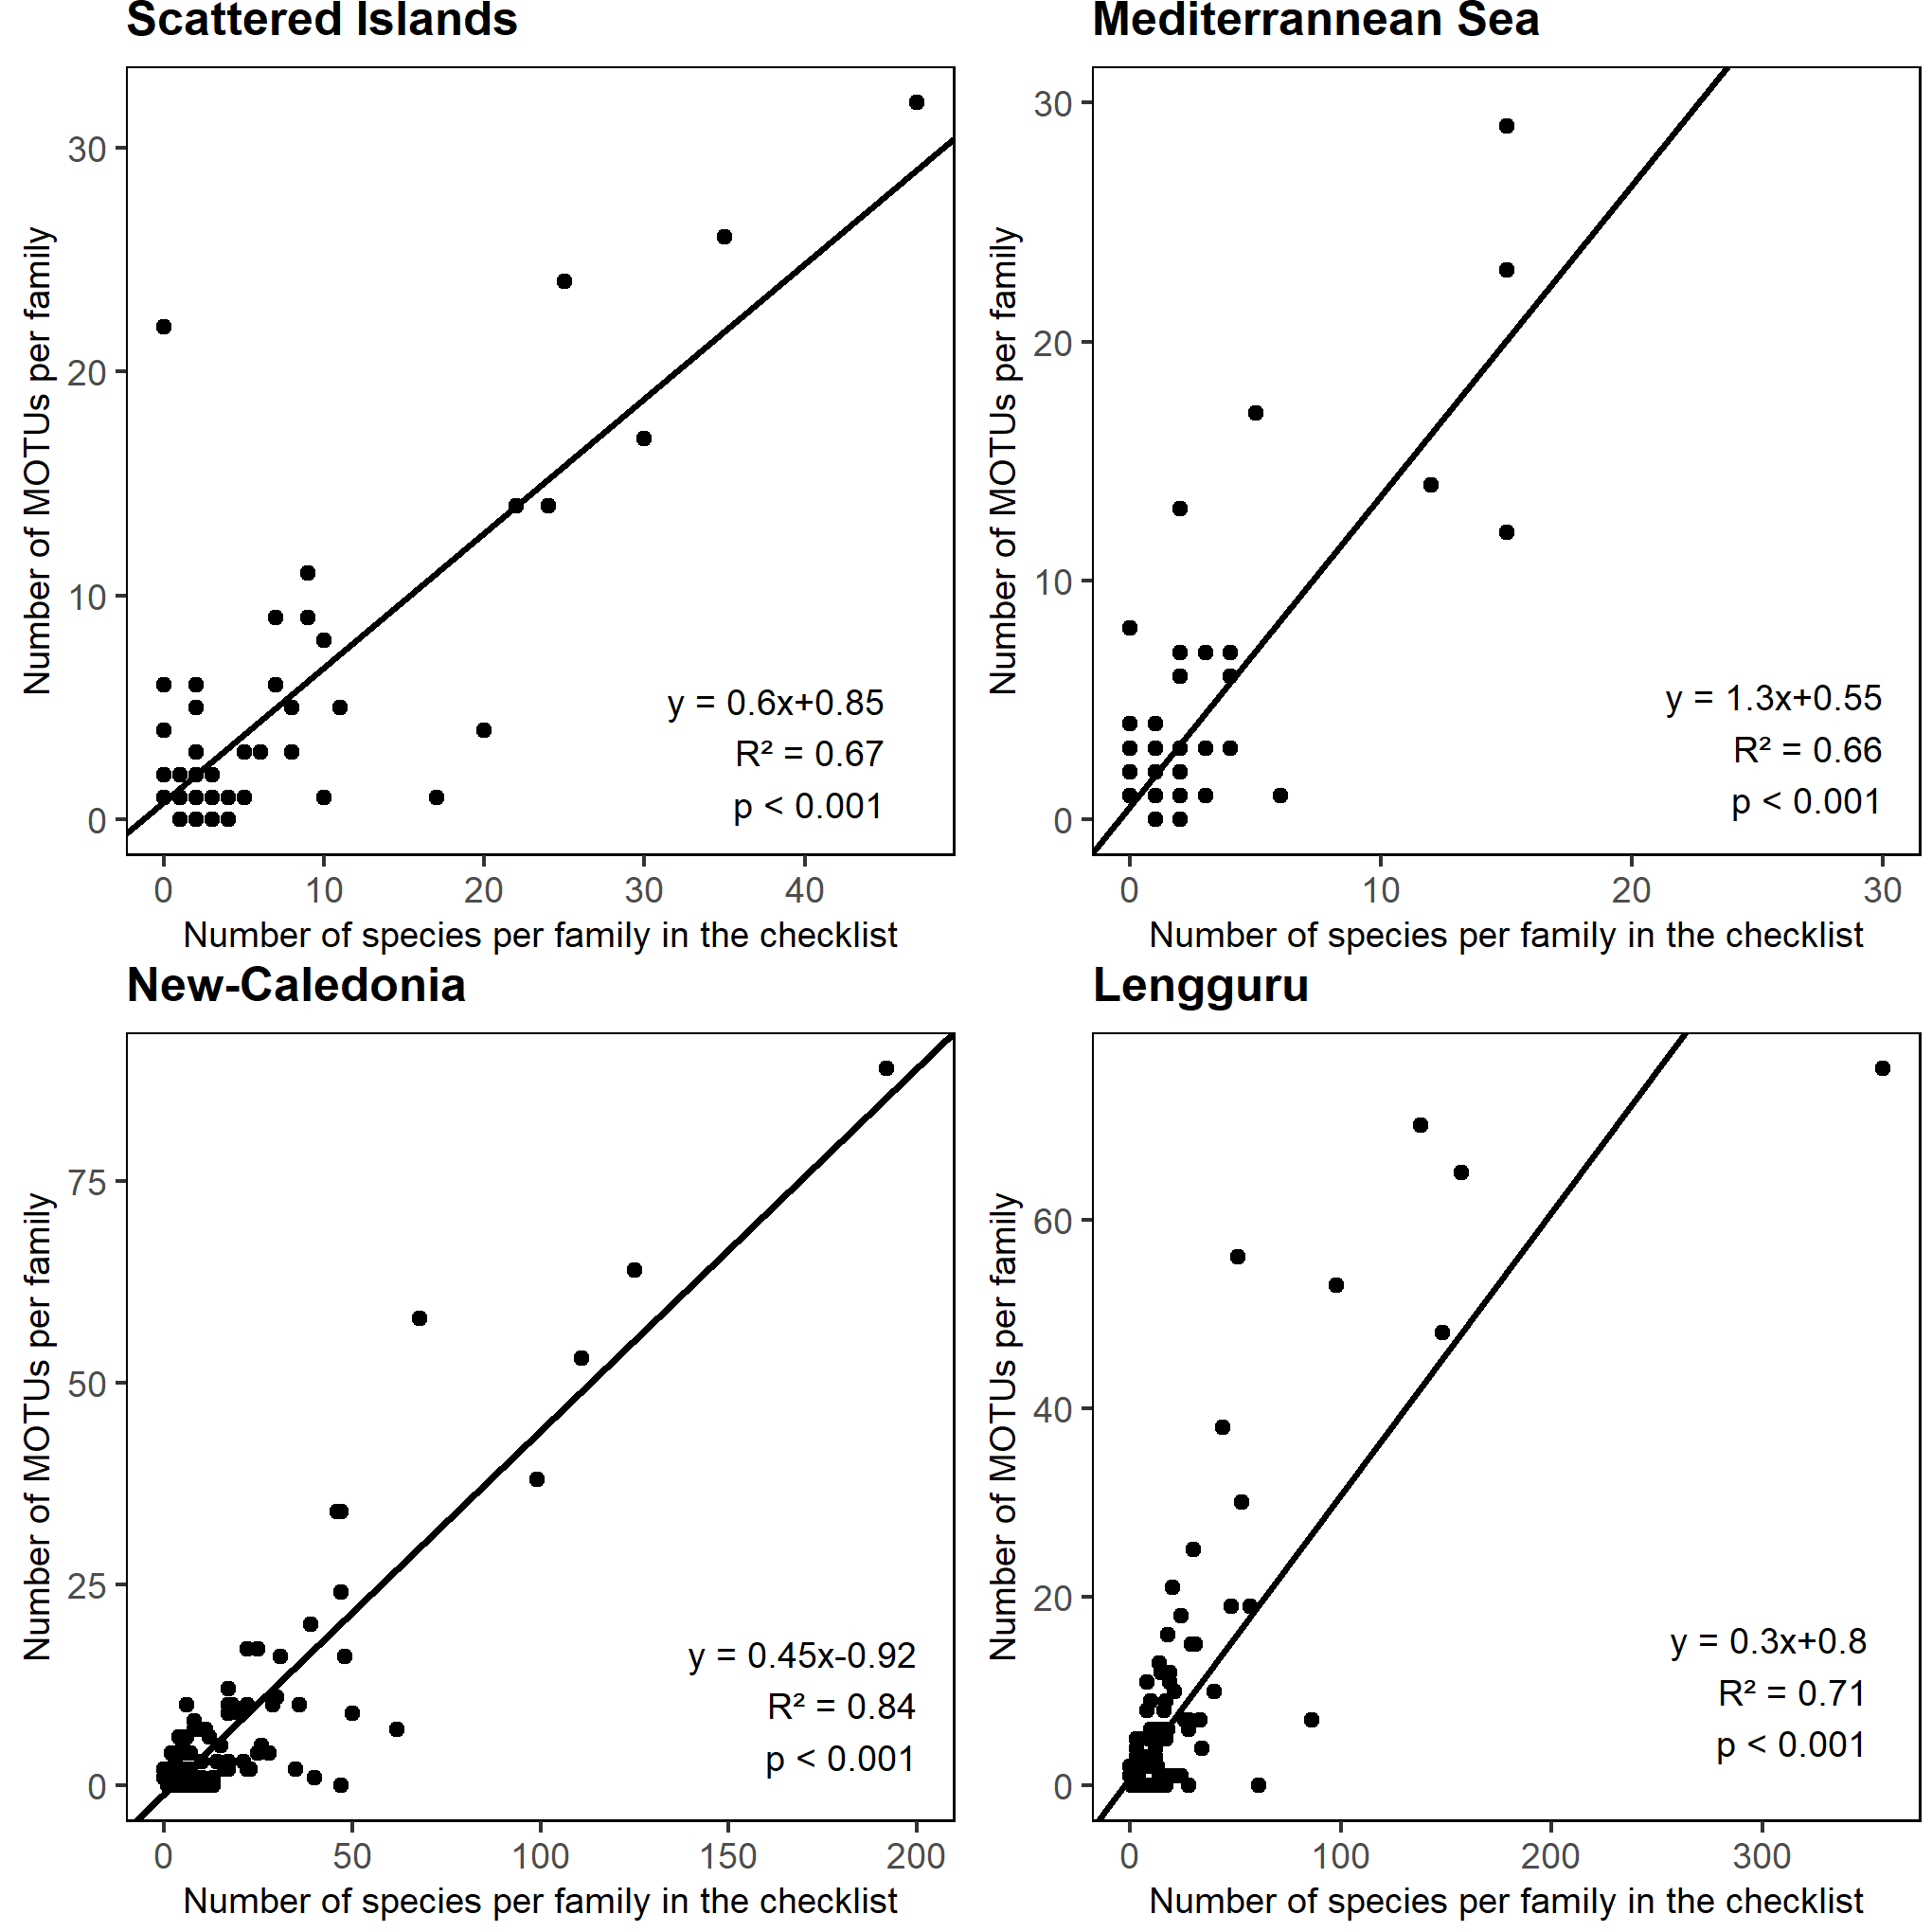 Scattered Islands
Number of MOTUs per family
30
20
10
0
y = 0.6x+0.85
R² = 0.67
p < 0.001
0 10 20 30 40
Number of species per family in the checklist
Mediterrannean Sea
Number of MOTUs per family
30
20
10
0
y = 1.3x+0.55
R² = 0.66
p < 0.001
0 10 20 30
Number of species per family in the checklist
New-Caledonia
Number of MOTUs per family
75
50
25
0
y = 0.45x-0.92
R² = 0.84
p < 0.001
0 50 100 150 200
Number of species per family in the checklist
Lengguru
Number of MOTUs per family
60
40
20
0
y = 0.3x+0.8
R² = 0.71
p < 0.001
0 100 200 300
Number of species per family in the checklist